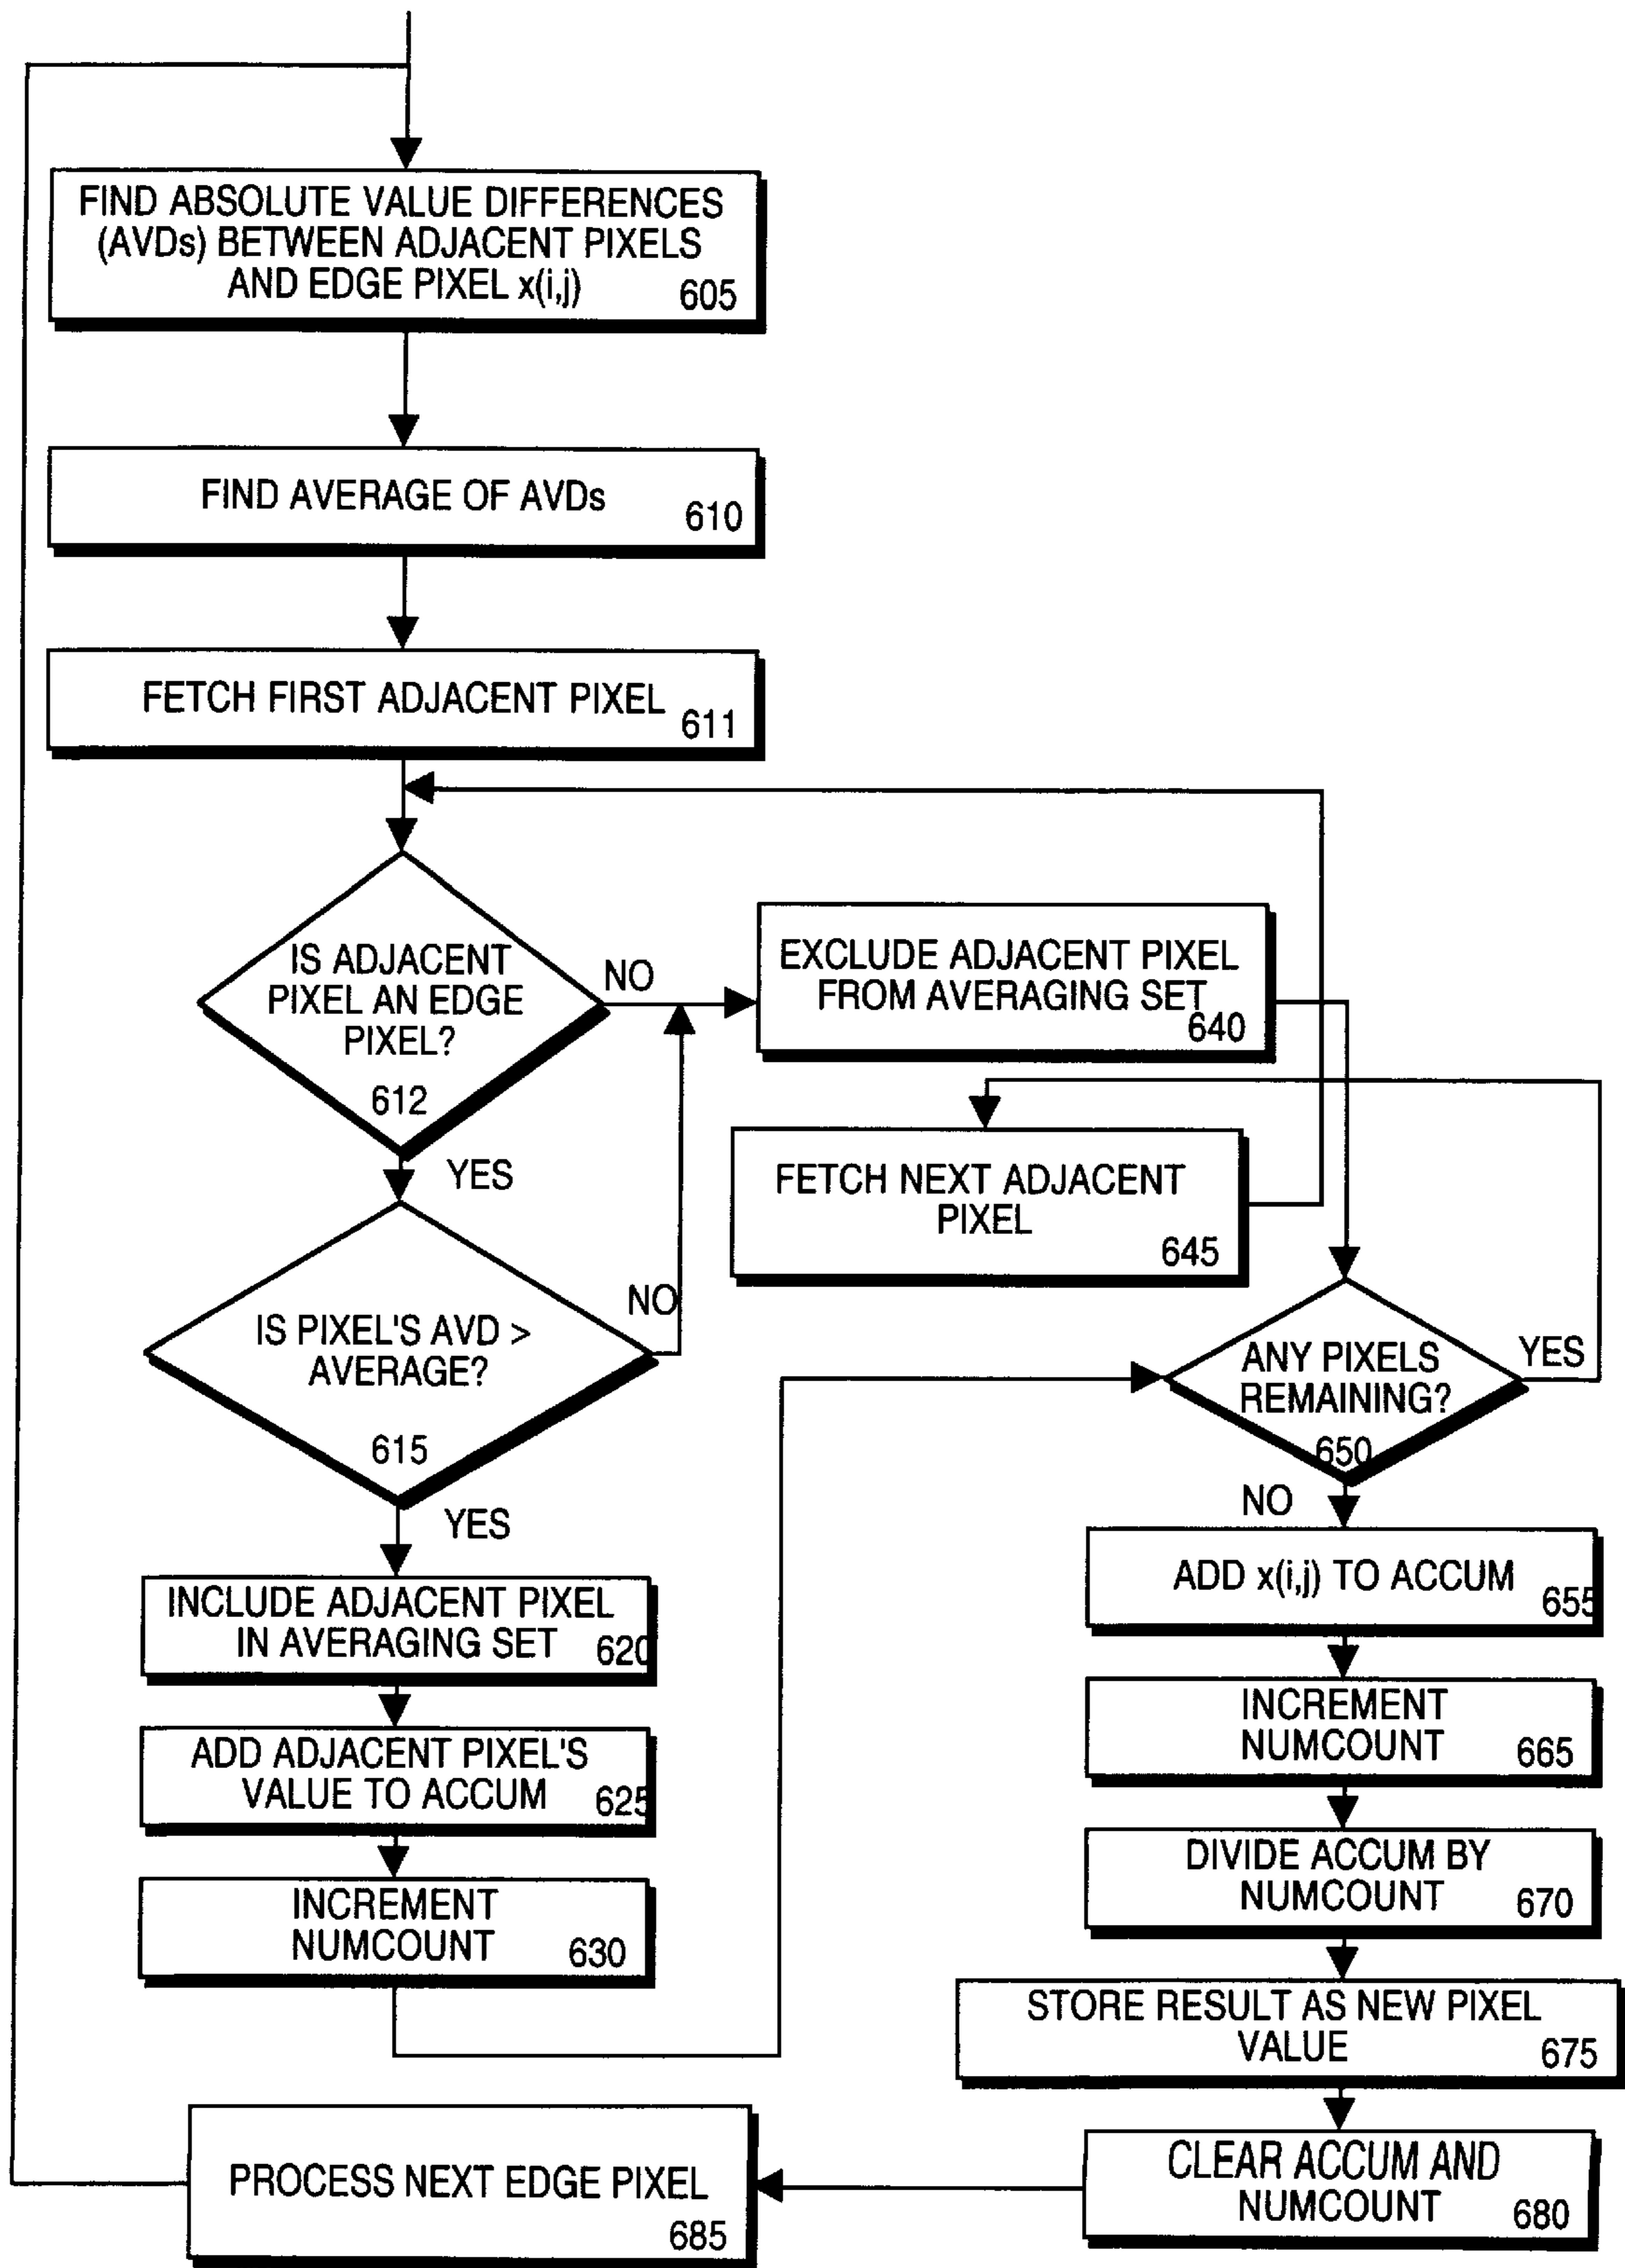 FIND ABSOLUTE VALUE DIFFERENCES
(AVDs) BETWEEN ADJACENT PIXELS
AND EDGE PIXEL x(i,j)
605
FIND AVERAGE OF AVDs
610
FETCH FIRST ADJACENT PIXEL
611
IS ADJACENT
PIXEL AN EDGE
PIXEL?
612
NO
YES
EXCLUDE ADJACENT PIXEL
FROM AVERAGING SET
640
FETCH NEXT ADJACENT
PIXEL
645
IS PIXEL'S AVD >
AVERAGE?
615
NO
YES
ANY PIXELS
REMAINING?
650
YES
NO
INCLUDE ADJACENT PIXEL
IN AVERAGING SET
620
ADD ADJACENT PIXEL'S
VALUE TO ACCUM
625
INCREMENT
NUMCOUNT
630
ADD x(i,j) TO ACCUM
655
INCREMENT
NUMCOUNT
665
DIVIDE ACCUM BY
NUMCOUNT
670
STORE RESULT AS NEW PIXEL
VALUE
675
CLEAR ACCUM AND
NUMCOUNT
680
PROCESS NEXT EDGE PIXEL
685